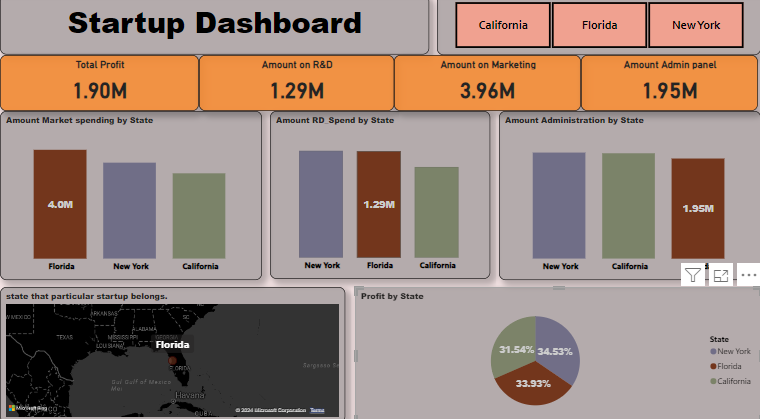 Startup Dashboard
California
Florida
New York
Total Profit
1.90M
Amount on R&D
1.29M
Amount on Marketing
3.96M
Amount Admin panel
1.95M
Amount Market spending by State
4.0M
Florida
New York
California
Amount RD_Spend by State
1.29M
New York
Florida
California
Amount Administration by State
1.95M
New York
California
state that particular startup belongs.
ARKANSAS
SC
TEXAS
MISSISSIPPI
ALABAMA
LOUISIANA
Florida
FLORIDA
Gulf of Mexico
Havana
Microsoft Bing
© 2024 Microsoft Corporation
Terms
Profit by State
31.54%
34.53%
33.93%
State
New York
Florida
California